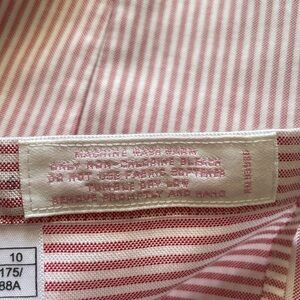 MACHINE WASH WARM
ONLY NON-CHLORINE BLEACH
DO NOT USE FABRIC SOFTENER
TUMBLE DRY LOW
REMOVE PROMPTLY AND HANG
10
175/
88A